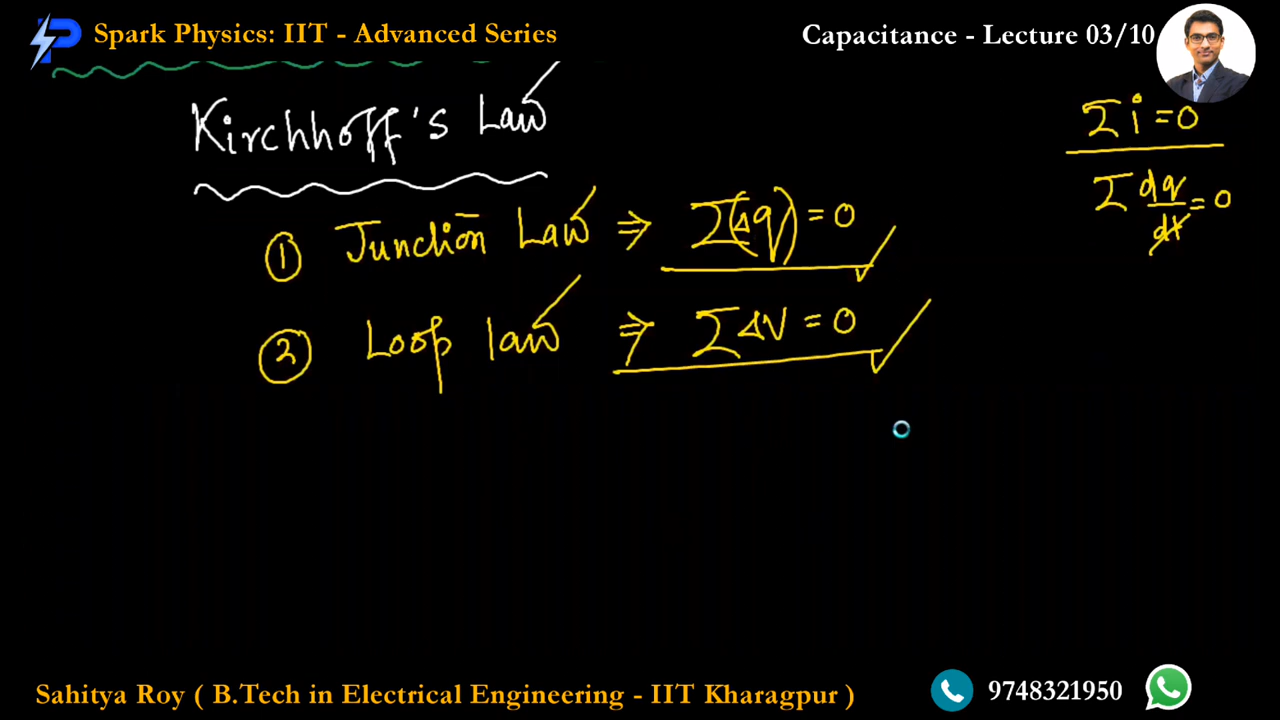 Spark Physics: IIT - Advanced Series
Capacitance - Lecture 03/10
Kirchhoff's Law
Σi = 0
Σ dq/dt = 0
① Junction Law ⇒ Σ(Δq) = 0
② Loop law ⇒ ΣΔV = 0
Sahitya Roy ( B.Tech in Electrical Engineering - IIT Kharagpur )
9748321950